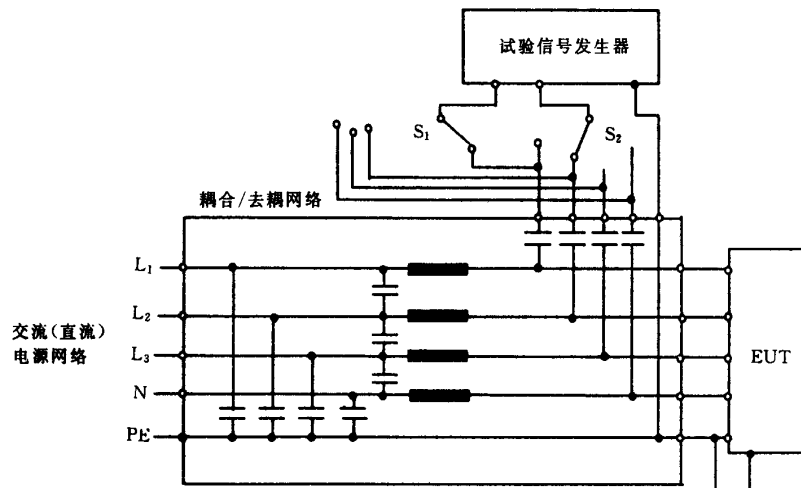 试验信号发生器
S₁
S₂
耦合/去耦网络
L₁
L₂
交流(直流)
电源网络
L₃
EUT
N
PE